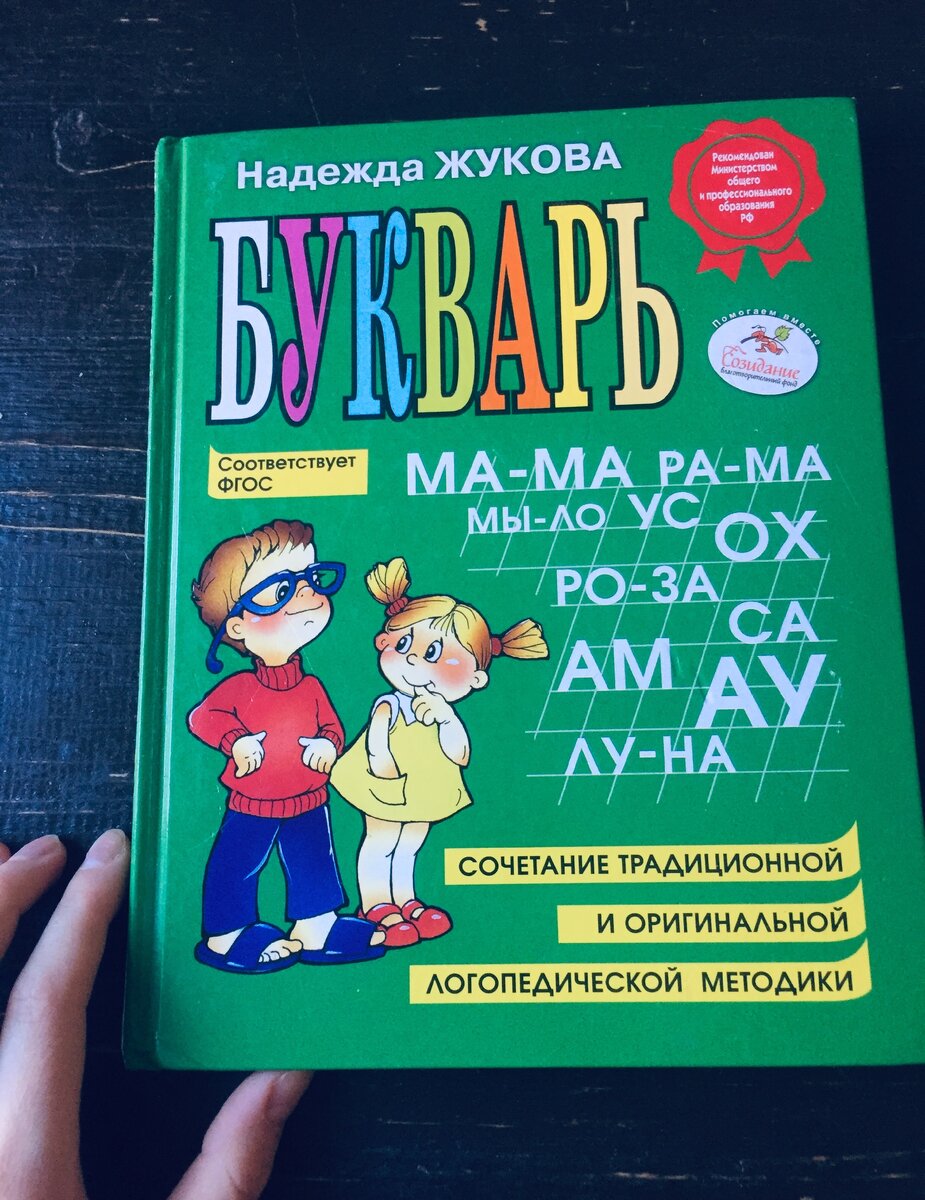 Надежда ЖУКОВА
БУКВАРЬ
Рекомендован
Министерством
общего
и профессионального
образования
РФ
Помогаем вместе
Созидание
благотворительный фонд
Соответствует
ФГОС
МА-МА РА-МА
МЫ-ЛО УС
ОХ
РО-ЗА
СА
АМ
АУ
ЛУ-НА
СОЧЕТАНИЕ ТРАДИЦИОННОЙ
И ОРИГИНАЛЬНОЙ
ЛОГОПЕДИЧЕСКОЙ МЕТОДИКИ